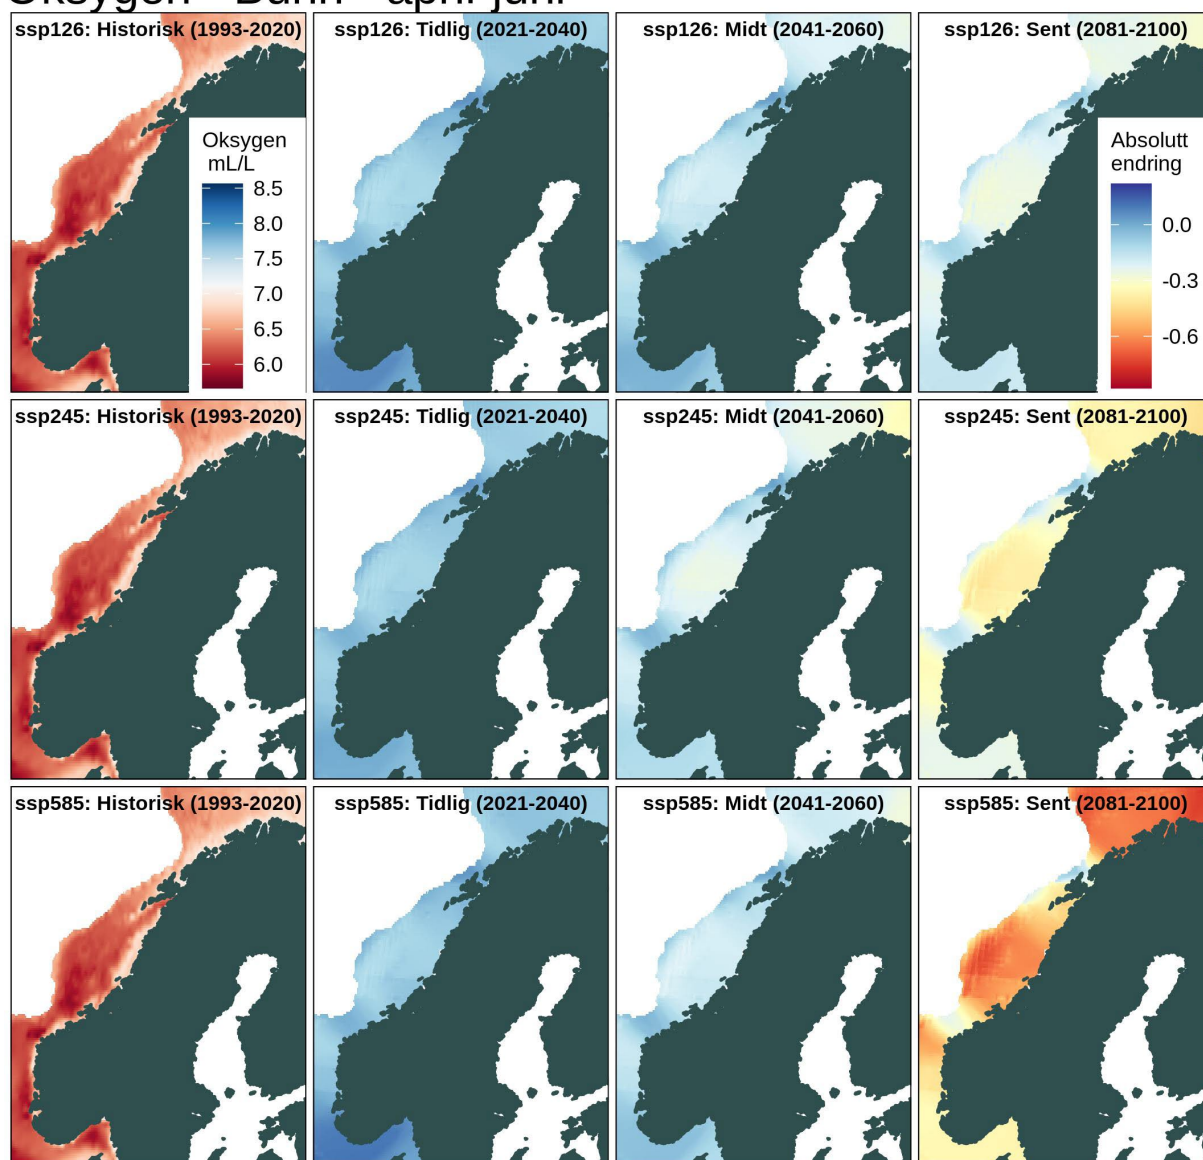 ssp126: Historisk (1993-2020) ssp126: Tidlig (2021-2040) ssp126: Midt (2041-2060) ssp126: Sent (2081-2100)
Oksygen
mL/L
8.5
8.0
7.5
7.0
6.5
6.0
Absolutt
endring
0.0
-0.3
-0.6
ssp245: Historisk (1993-2020) ssp245: Tidlig (2021-2040) ssp245: Midt (2041-2060) ssp245: Sent (2081-2100)
ssp585: Historisk (1993-2020) ssp585: Tidlig (2021-2040) ssp585: Midt (2041-2060) ssp585: Sent (2081-2100)